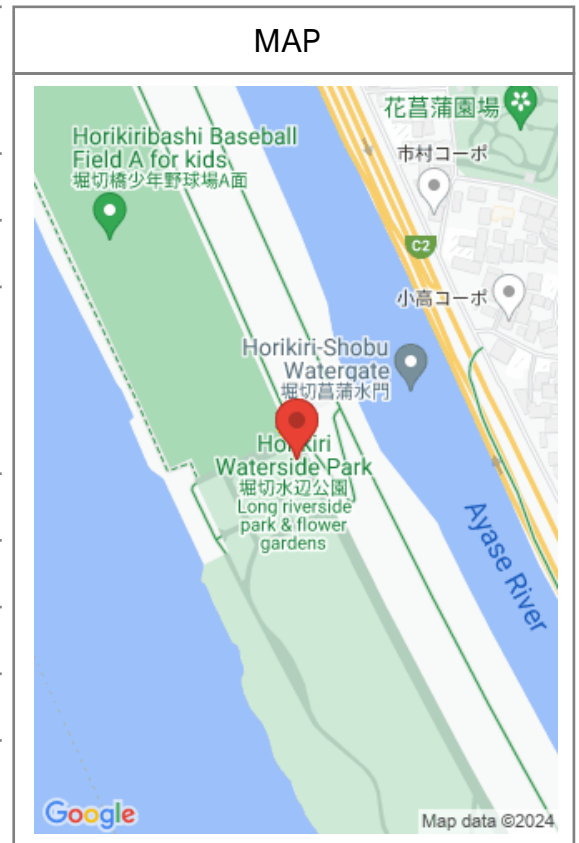 MAP
花菖蒲園場
Horikiribashi Baseball
Field A for kids
堀切橋少年野球場A面
市村コーポ
C2
小高コーポ
Horikiri-Shobu
Watergate
堀切菖蒲水門
Horikiri
Waterside Park
堀切水辺公園
Long riverside
park & flower
gardens
Ayase River
Google
Map data ©2024